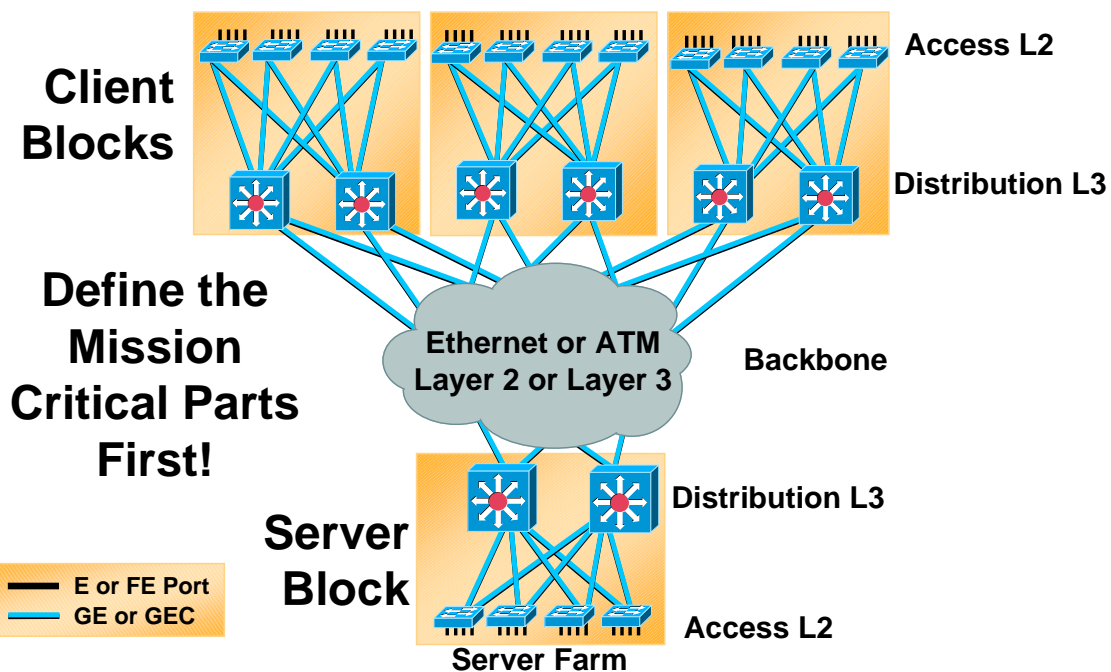 Access L2
Client
Blocks
Distribution L3
Define the
Mission
Critical Parts
First!
Ethernet or ATM
Layer 2 or Layer 3
Backbone
Distribution L3
Server
Block
E or FE Port
GE or GEC
Access L2
Server Farm